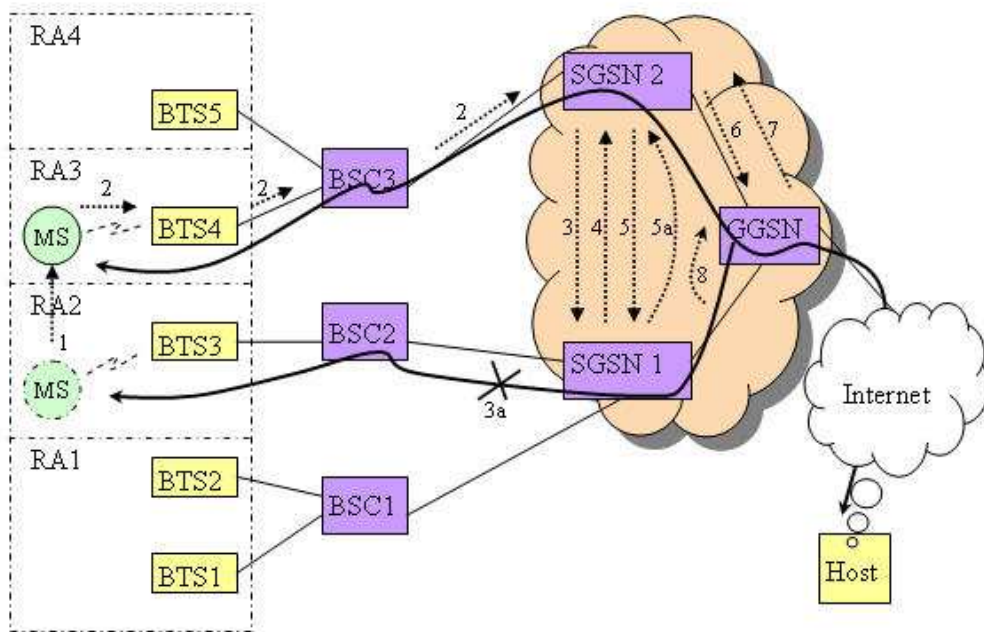 RA4
SGSN 2
BTS5
2
6
7
RA3
2
2
BSC3
BTS4
MS
3
4
5
5a
GGSN
8
RA2
1
BTS3
BSC2
SGSN 1
MS
3a
Internet
RA1
BTS2
BSC1
BTS1
Host